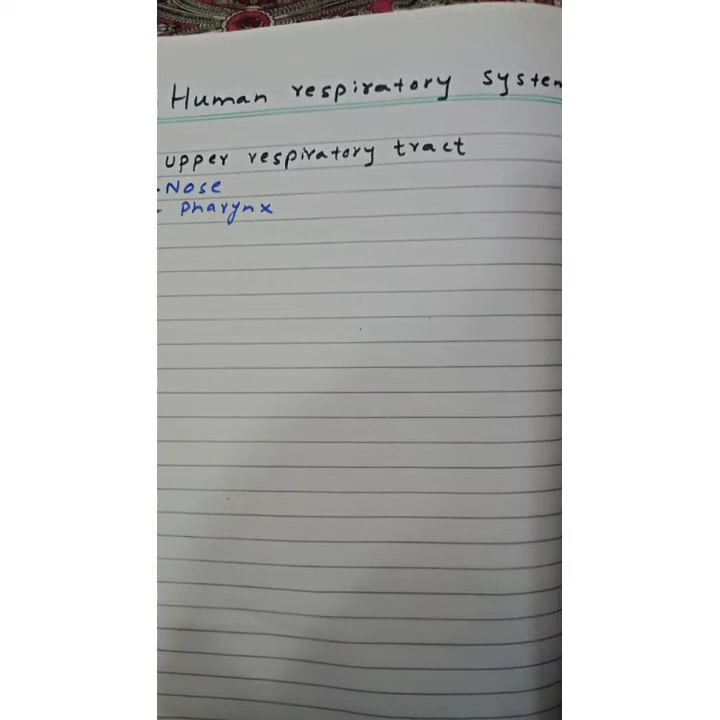 Human respiratory system
upper respiratory tract
. Nose
- Pharynx